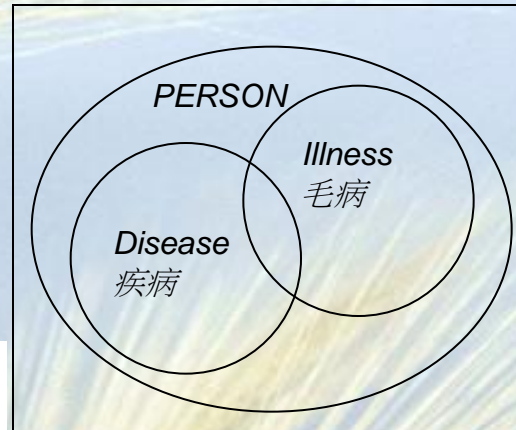 PERSON
Illness
毛病
Disease
疾病